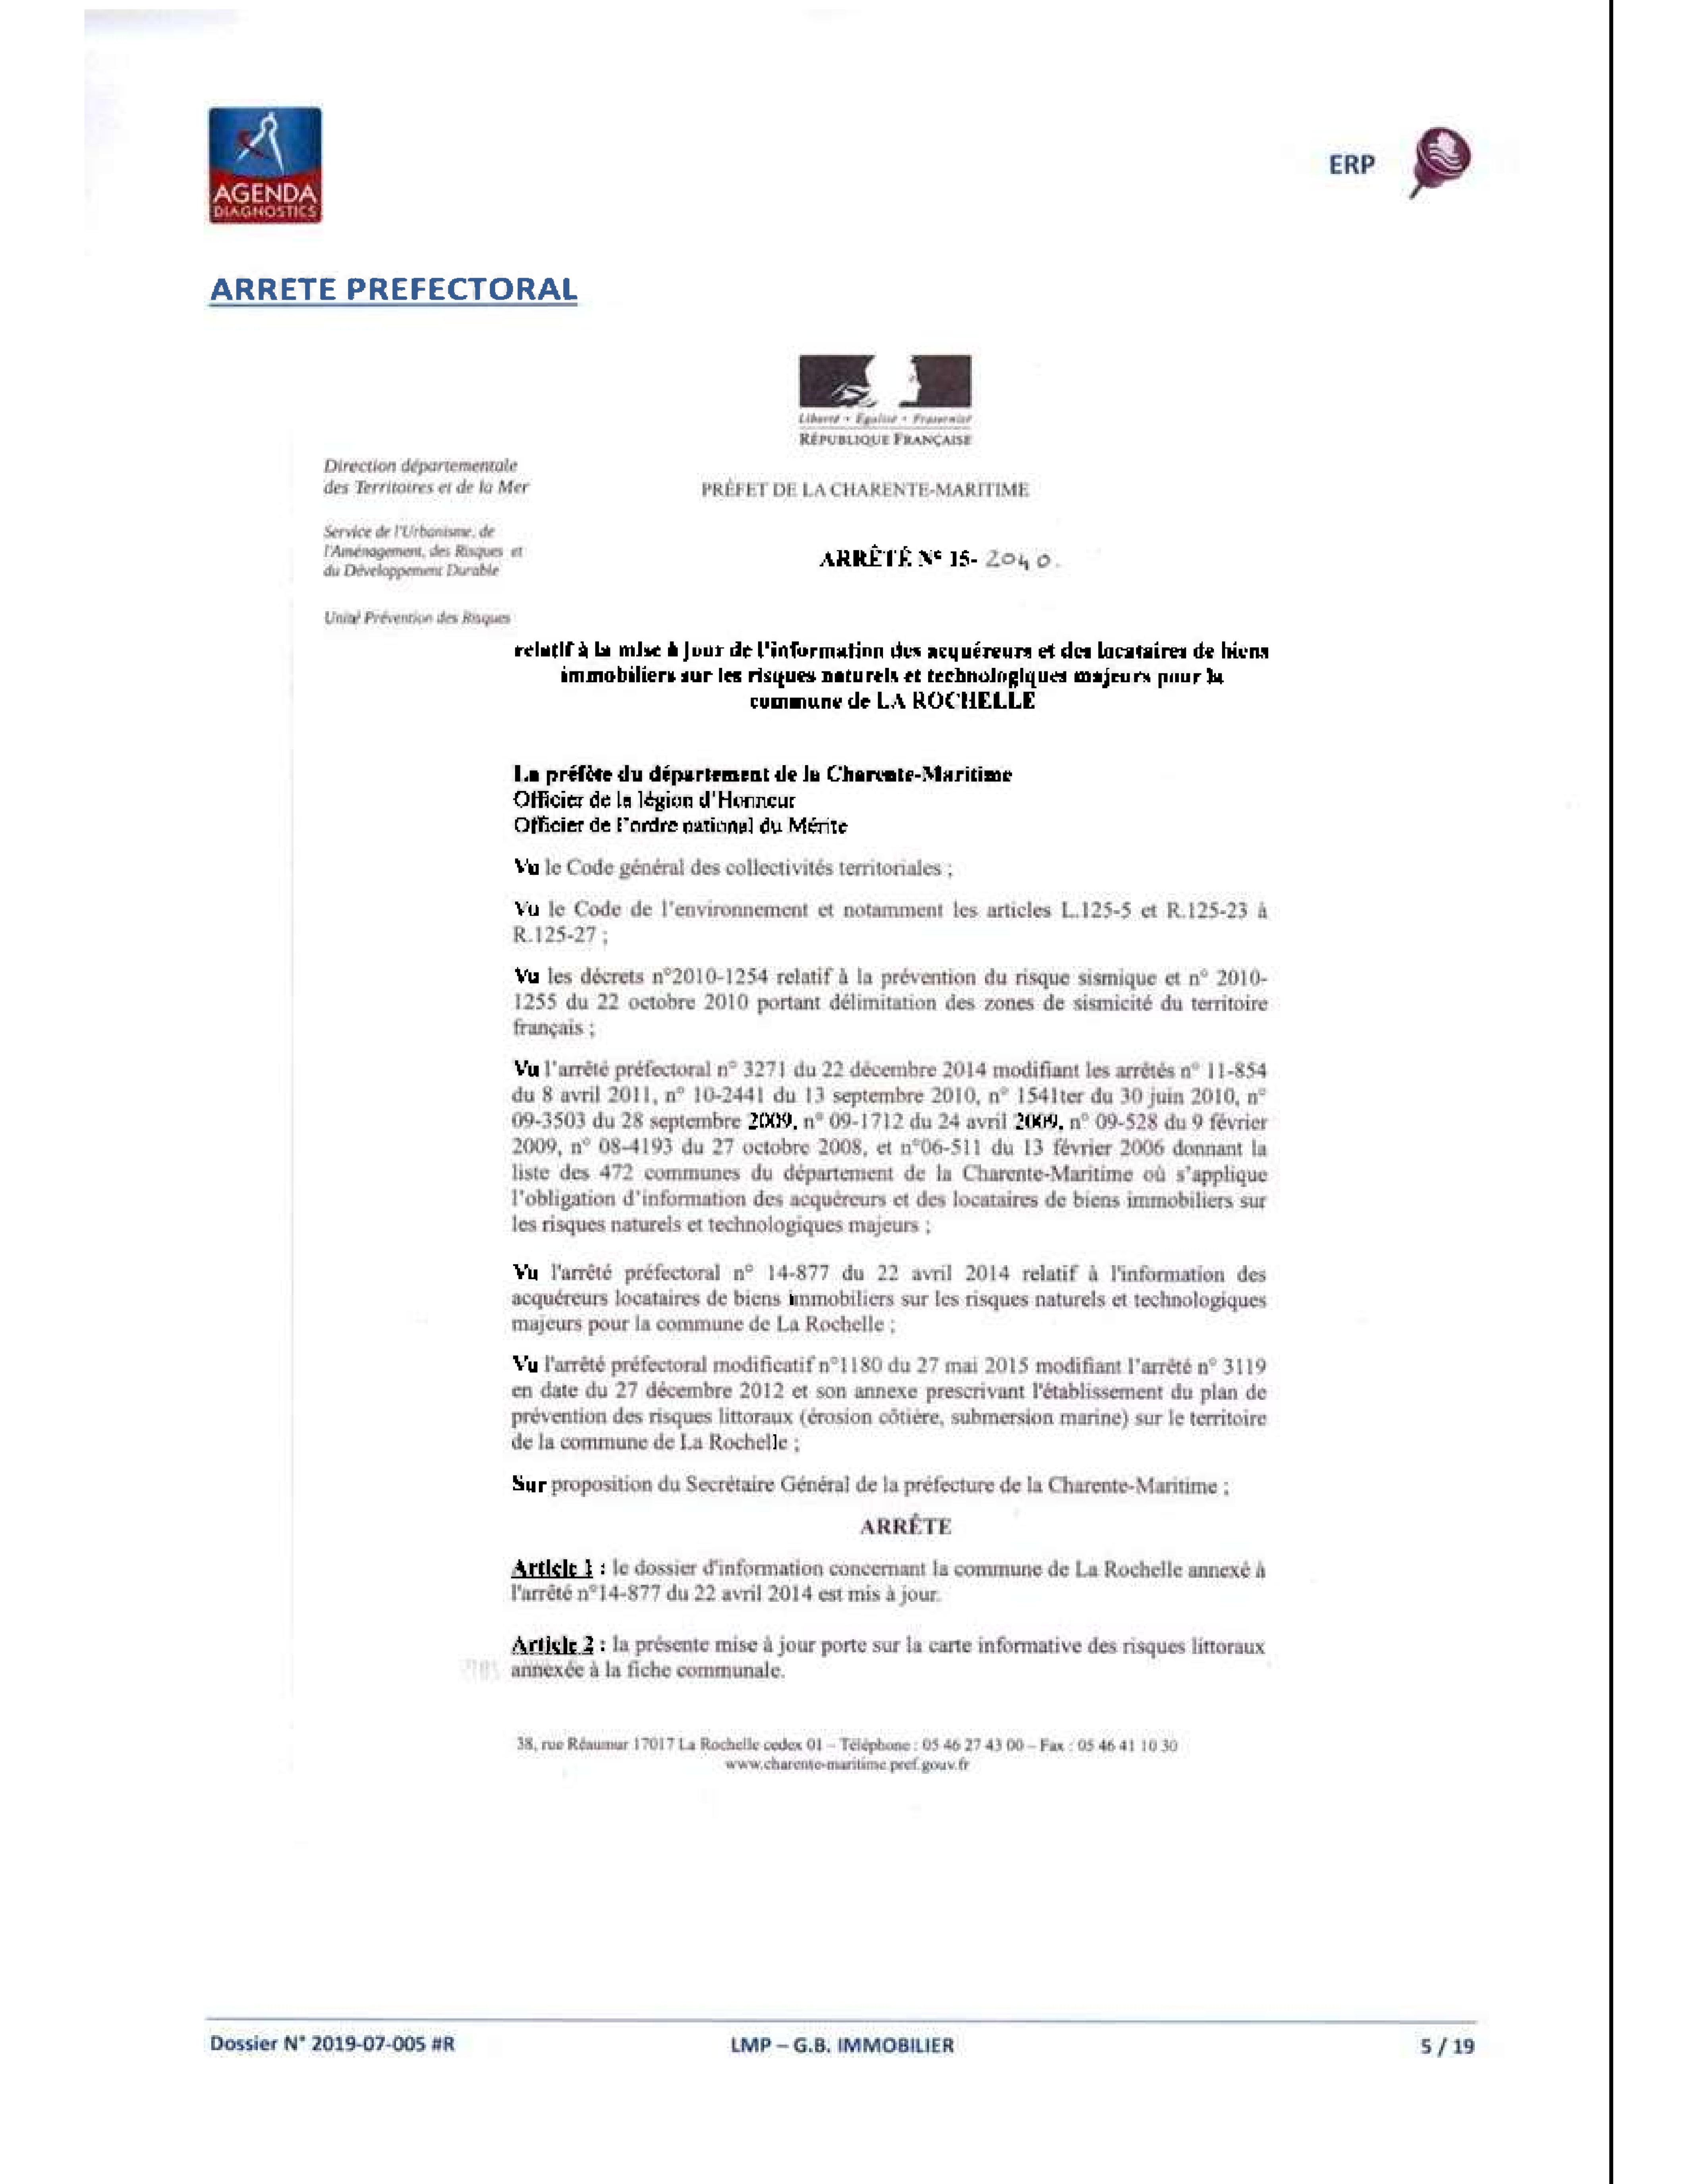 AGENDA
DIAGNOSTICS
ERP
ARRETE PREFECTORAL
Liberté • Égalité • Fraternité
RÉPUBLIQUE FRANÇAISE
Direction départementale
des Territoires et de la Mer
PRÉFET DE LA CHARENTE-MARITIME
Service de l'Urbanisme, de
l'Aménagement, des Risques et
du Développement Durable
ARRÊTÉ N° 15- 2040.
Unité Prévention des Risques
relatif à la mise à jour de l'information des acquéreurs et des locataires de biens
immobiliers sur les risques naturels et technologiques majeurs pour la
commune de LA ROCHELLE
La préfète du département de la Charente-Maritime
Officier de la légion d'Honneur
Officier de l'ordre national du Mérite
Vu le Code général des collectivités territoriales ;
Vu le Code de l'environnement et notamment les articles L.125-5 et R.125-23 à
R.125-27 ;
Vu les décrets n°2010-1254 relatif à la prévention du risque sismique et n° 2010-
1255 du 22 octobre 2010 portant délimitation des zones de sismicité du territoire
français ;
Vu l'arrêté préfectoral n° 3271 du 22 décembre 2014 modifiant les arrêtés n° 11-854
du 8 avril 2011, n° 10-2441 du 13 septembre 2010, n° 1541ter du 30 juin 2010, n°
09-3503 du 28 septembre 2009, n° 09-1712 du 24 avril 2009, n° 09-528 du 9 février
2009, n° 08-4193 du 27 octobre 2008, et n°06-511 du 13 février 2006 donnant la
liste des 472 communes du département de la Charente-Maritime où s'applique
l'obligation d'information des acquéreurs et des locataires de biens immobiliers sur
les risques naturels et technologiques majeurs ;
Vu l'arrêté préfectoral n° 14-877 du 22 avril 2014 relatif à l'information des
acquéreurs locataires de biens immobiliers sur les risques naturels et technologiques
majeurs pour la commune de La Rochelle ;
Vu l'arrêté préfectoral modificatif n°1180 du 27 mai 2015 modifiant l'arrêté n° 3119
en date du 27 décembre 2012 et son annexe prescrivant l'établissement du plan de
prévention des risques littoraux (érosion côtière, submersion marine) sur le territoire
de la commune de La Rochelle ;
Sur proposition du Secrétaire Général de la préfecture de la Charente-Maritime ;
ARRÊTE
Article 1 : le dossier d'information concernant la commune de La Rochelle annexé à
l'arrêté n°14-877 du 22 avril 2014 est mis à jour.
Article 2 : la présente mise à jour porte sur la carte informative des risques littoraux
annexée à la fiche communale.
38, rue Réaumur 17017 La Rochelle cedex 01 – Téléphone : 05 46 27 43 00 – Fax : 05 46 41 10 30
www.charente-maritime.pref.gouv.fr
Dossier N° 2019-07-005 #R
LMP – G.B. IMMOBILIER
5 / 19